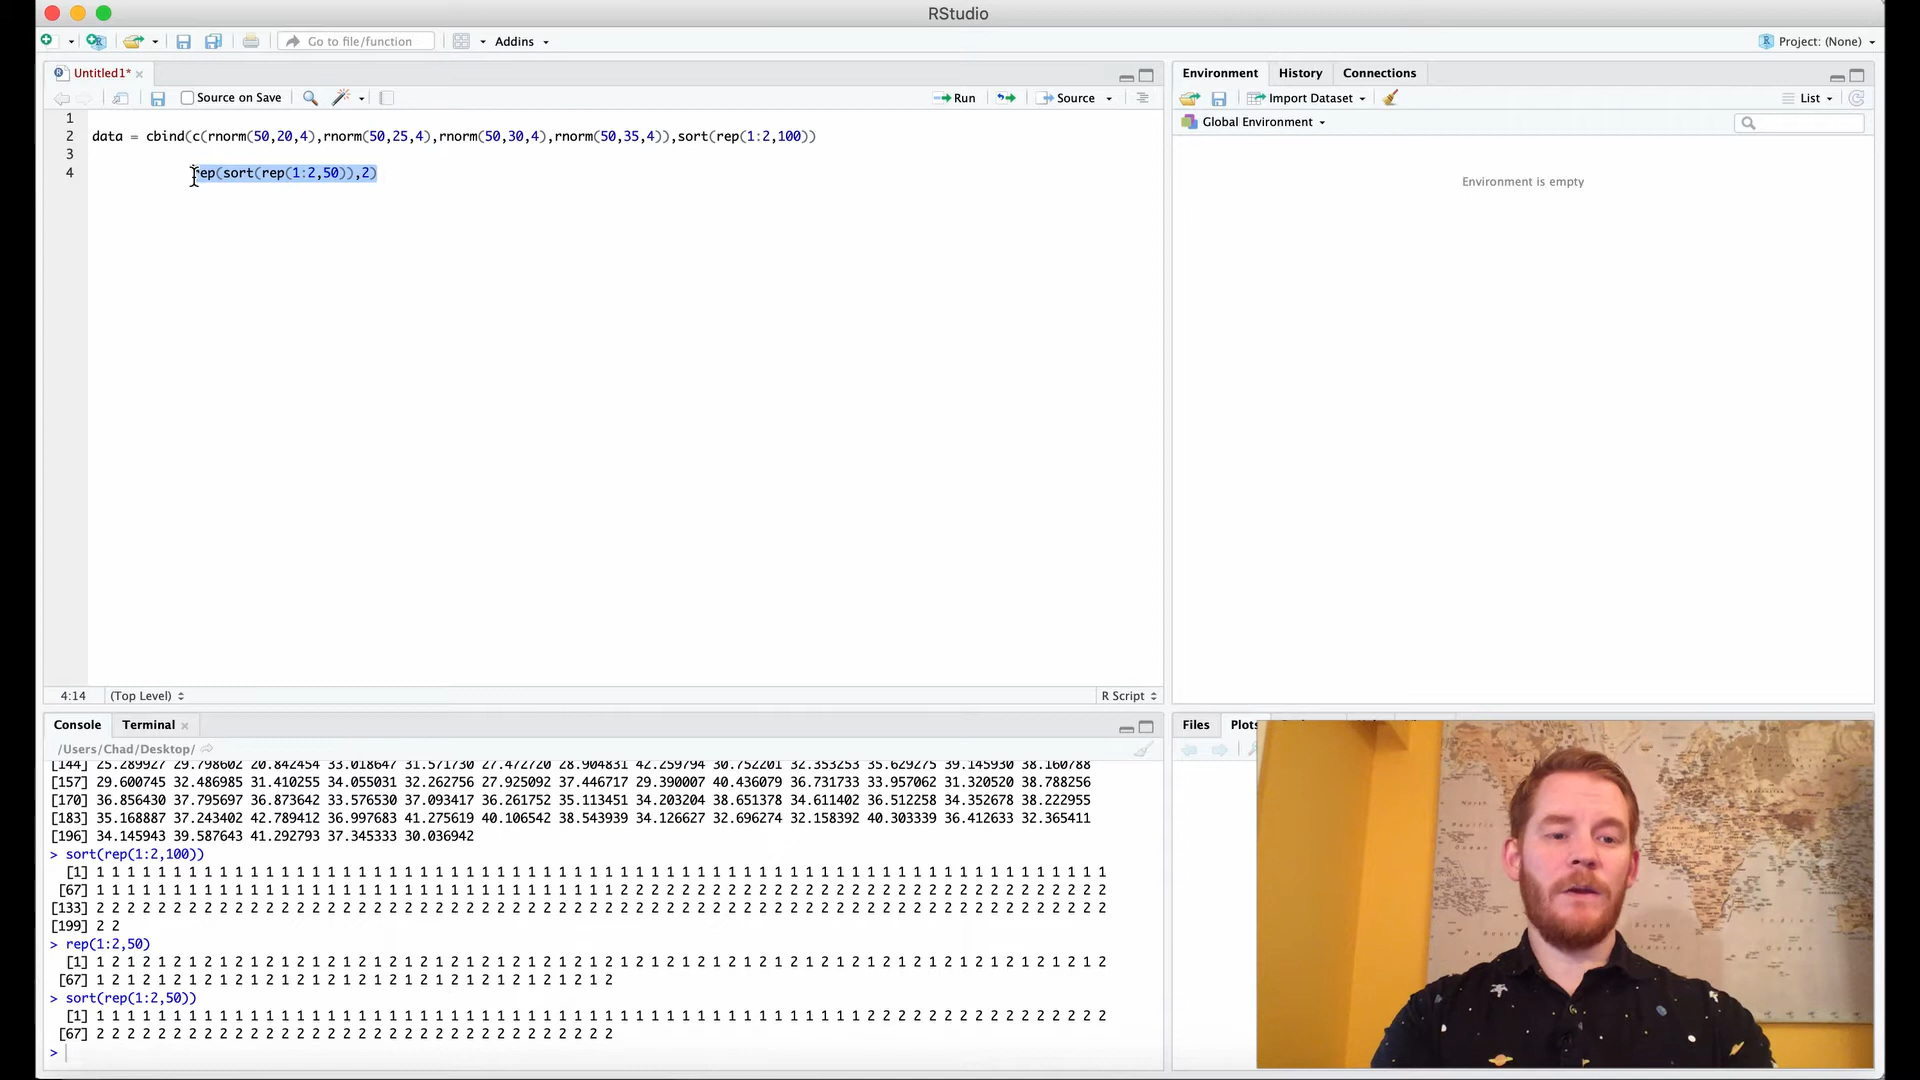 RStudio
Go to file/function
Addins
Project: (None)
Untitled1*
Source on Save
Run
Source
1
2 data = cbind(c(rnorm(50,20,4),rnorm(50,25,4),rnorm(50,30,4),rnorm(50,35,4)),sort(rep(1:2,100))
3
4 rep(sort(rep(1:2,50)),2)
4:14 (Top Level) R Script
Environment History Connections
Import Dataset
List
Global Environment
Environment is empty
Console Terminal
/Users/Chad/Desktop/
[144] 25.289927 29.798602 20.842454 33.018647 31.571730 27.472720 28.904831 42.259794 30.752201 32.353253 35.629275 39.145930 38.160788
[157] 29.600745 32.486985 31.410255 34.055031 32.262756 27.925092 37.446717 29.390007 40.436079 36.731733 33.957062 31.320520 38.788256
[170] 36.856430 37.795697 36.873642 33.576530 37.093417 36.261752 35.113451 34.203204 38.651378 34.611402 36.512258 34.352678 38.222955
[183] 35.168887 37.243402 42.789412 36.997683 41.275619 40.106542 38.543939 34.126627 32.696274 32.158392 40.303339 36.412633 32.365411
[196] 34.145943 39.587643 41.292793 37.345333 30.036942
> sort(rep(1:2,100))
[1] 1 1 1 1 1 1 1 1 1 1 1 1 1 1 1 1 1 1 1 1 1 1 1 1 1 1 1 1 1 1 1 1 1 1 1 1 1 1 1 1 1 1 1 1 1 1 1 1 1 1 1 1 1 1 1 1 1 1 1 1 1 1 1 1 1 1
[67] 1 1 1 1 1 1 1 1 1 1 1 1 1 1 1 1 1 1 1 1 1 1 1 1 1 1 1 1 1 1 1 1 1 1 2 2 2 2 2 2 2 2 2 2 2 2 2 2 2 2 2 2 2 2 2 2 2 2 2 2 2 2 2 2 2 2
[133] 2 2 2 2 2 2 2 2 2 2 2 2 2 2 2 2 2 2 2 2 2 2 2 2 2 2 2 2 2 2 2 2 2 2 2 2 2 2 2 2 2 2 2 2 2 2 2 2 2 2 2 2 2 2 2 2 2 2 2 2 2 2 2 2 2 2
[199] 2 2
> rep(1:2,50)
[1] 1 2 1 2 1 2 1 2 1 2 1 2 1 2 1 2 1 2 1 2 1 2 1 2 1 2 1 2 1 2 1 2 1 2 1 2 1 2 1 2 1 2 1 2 1 2 1 2 1 2 1 2 1 2 1 2 1 2 1 2 1 2 1 2 1 2
[67] 1 2 1 2 1 2 1 2 1 2 1 2 1 2 1 2 1 2 1 2 1 2 1 2 1 2 1 2 1 2 1 2 1 2
> sort(rep(1:2,50))
[1] 1 1 1 1 1 1 1 1 1 1 1 1 1 1 1 1 1 1 1 1 1 1 1 1 1 1 1 1 1 1 1 1 1 1 1 1 1 1 1 1 1 1 1 1 1 1 1 1 1 1 2 2 2 2 2 2 2 2 2 2 2 2 2 2 2 2
[67] 2 2 2 2 2 2 2 2 2 2 2 2 2 2 2 2 2 2 2 2 2 2 2 2 2 2 2 2 2 2 2 2 2 2
>
Files Plots